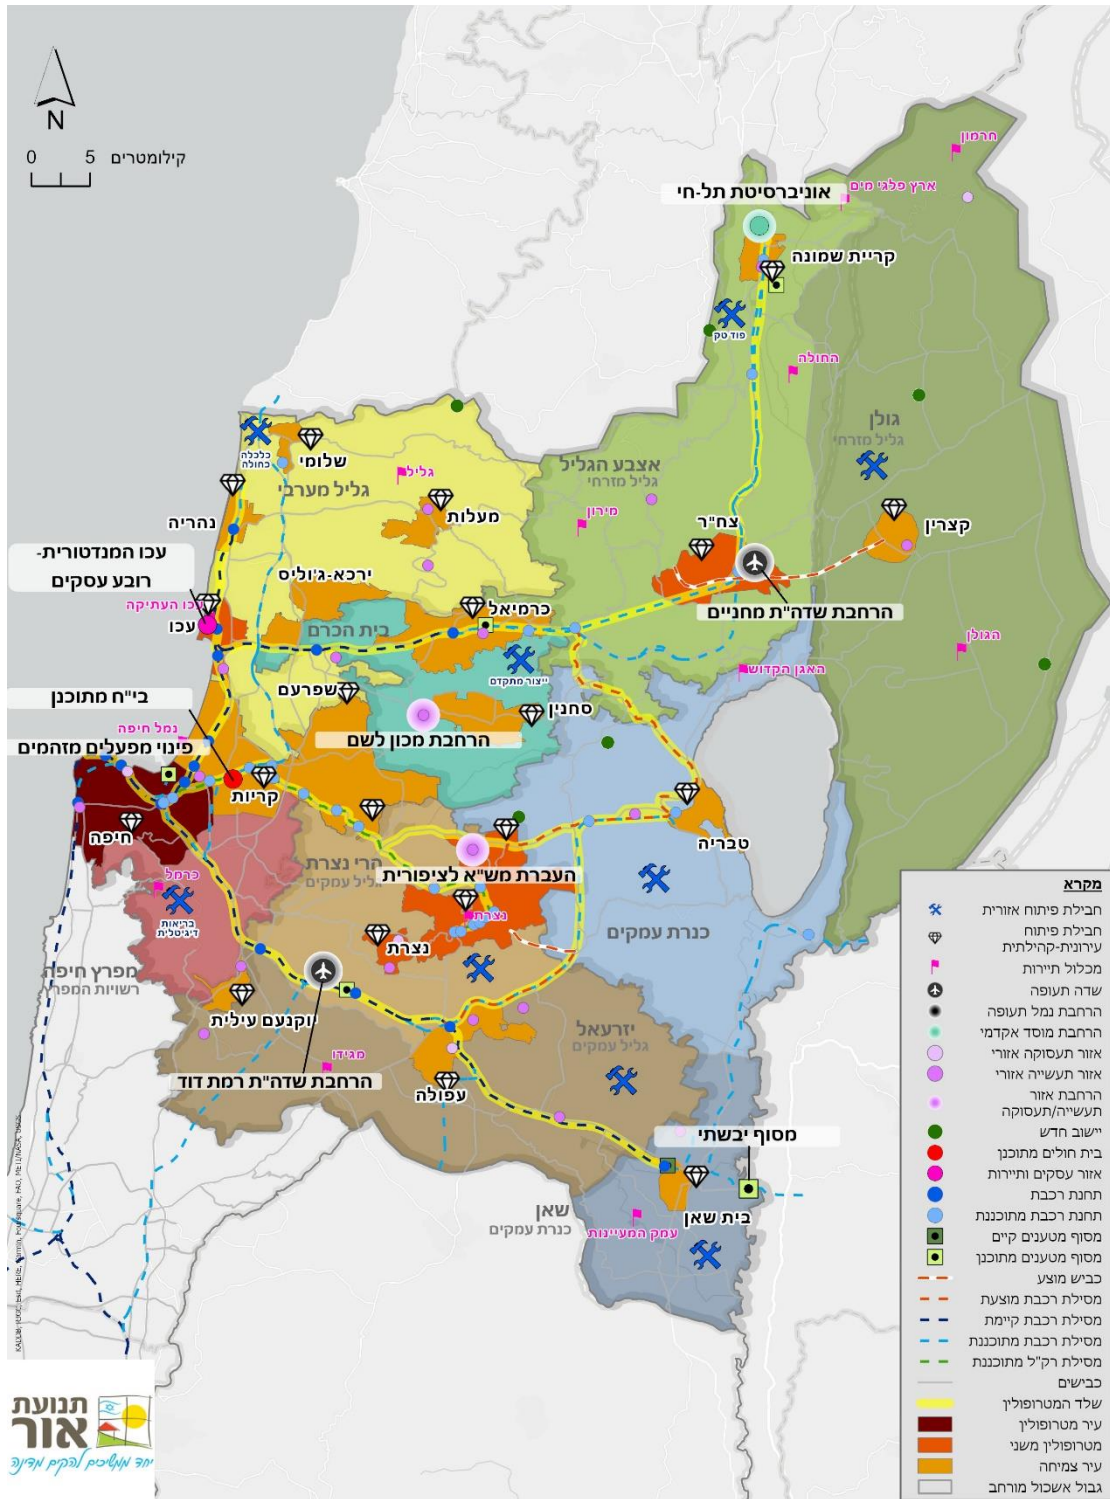 N
0 5 קילומטרים
חרמון
ארץ פלגי מים
אוניברסיטת תל-חי
קריית שמונה
פוד טק
החולה
גולן
גליל מזרחי
אצבע הגליל
גליל מזרחי
כלכלה
כחולה
שלומי
גליל מערבי
גליל
מעלות
מירון
צח"ר
קצרין
נהריה
עכו המנדטורית-
רובע עסקים
ירכא-ג'וליס
כרמיאל
הרחבת שדה"ת מחניים
עכו העתיקה
עכו
בית הכרם
ייצור מתקדם
האגן הקדוש
הגולן
שפרעם
סחנין
בי"ח מתוכנן
נמל חיפה
הרחבת מכון לשם
פינוי מפעלים מזהמים
קריות
חיפה
טבריה
הרי נצרת
גליל עמקים
העברת מש"א לציפורית
כרמל
בריאות
דיגיטלית
נצרת
נצרת
כנרת עמקים
מפרץ חיפה
רשויות המפרץ
יוקנעם עילית
יזרעאל
גליל עמקים
מגידו
הרחבת שדה"ת רמת דוד
עפולה
מסוף יבשתי
שאן
כנרת עמקים
בית שאן
עמק המעיינות
מקרא
חבילת פיתוח אזורית
חבילת פיתוח
עירונית-קהילתית
מכלול תיירות
שדה תעופה
הרחבת נמל תעופה
הרחבת מוסד אקדמי
אזור תעסוקה אזורי
אזור תעשייה אזורי
הרחבת אזור
תעשייה/תעסוקה
יישוב חדש
בית חולים מתוכנן
אזור עסקים ותיירות
תחנת רכבת
תחנת רכבת מתוכננת
מסוף מטענים קיים
מסוף מטענים מתוכנן
כביש מוצע
מסילת רכבת מוצעת
מסילת רכבת קיימת
מסילת רכבת מתוכננת
מסילת רק"ל מתוכננת
כבישים
שלד המטרופולין
עיר מטרופולין
מטרופולין משני
עיר צמיחה
גבול אשכול מורחב
תנועת
אור
יחד ממשיכים להקים מדינה